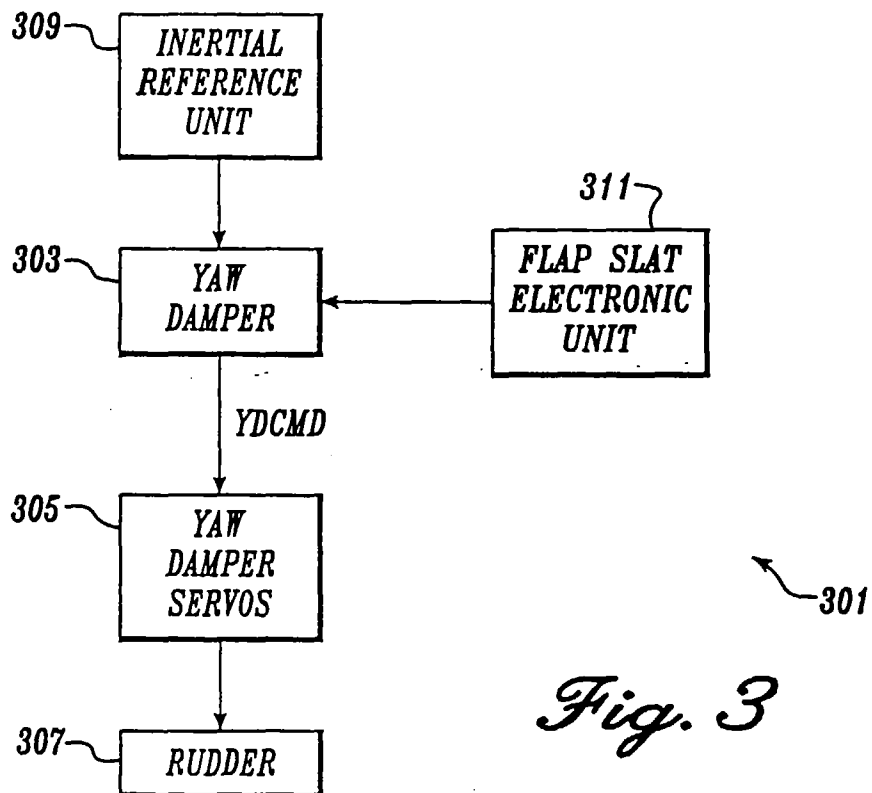 309
INERTIAL
REFERENCE
UNIT
311
303
YAW
DAMPER
FLAP SLAT
ELECTRONIC
UNIT
YDCMD
305
YAW
DAMPER
SERVOS
301
Fig. 3
307
RUDDER